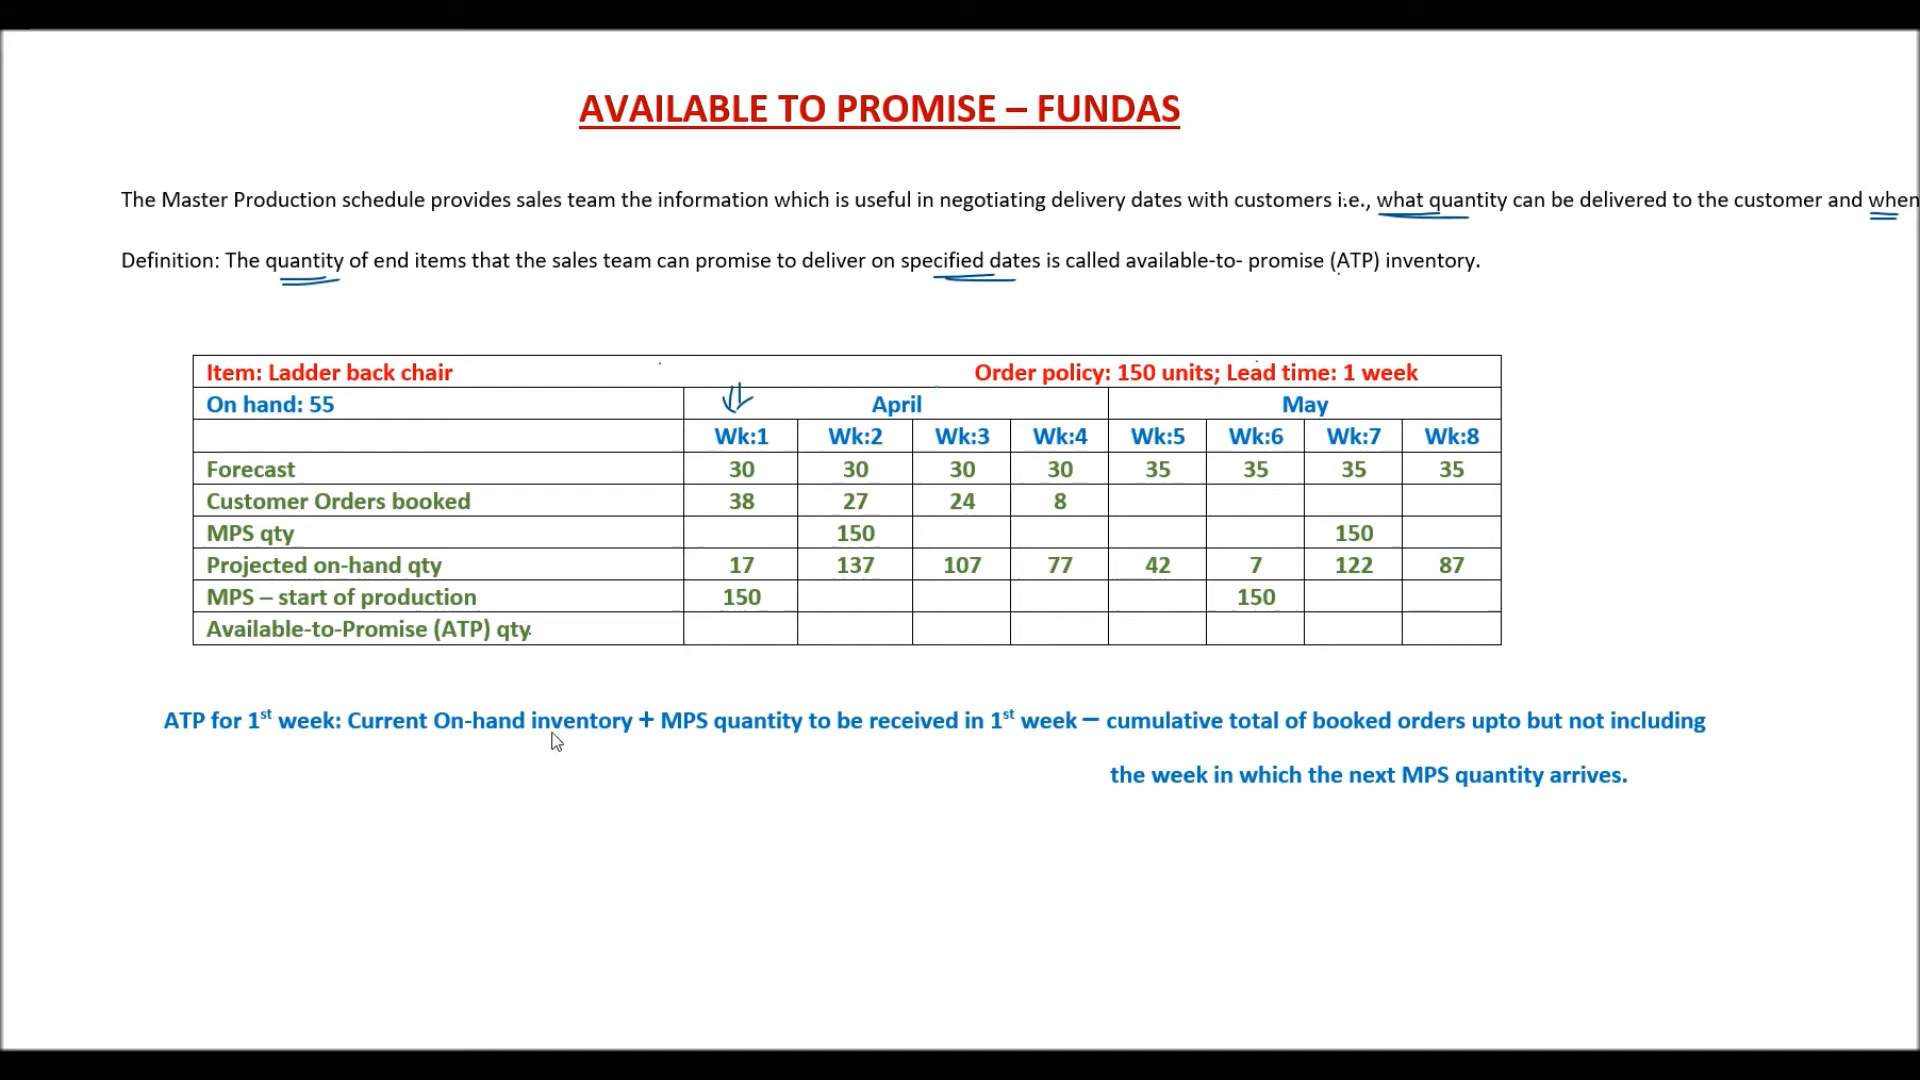 AVAILABLE TO PROMISE – FUNDAS
The Master Production schedule provides sales team the information which is useful in negotiating delivery dates with customers i.e., what quantity can be delivered to the customer and when
Definition: The quantity of end items that the sales team can promise to deliver on specified dates is called available-to- promise (ATP) inventory.
Item: Ladder back chair Order policy: 150 units; Lead time: 1 week
On hand: 55 April May
Wk:1 Wk:2 Wk:3 Wk:4 Wk:5 Wk:6 Wk:7 Wk:8
Forecast 30 30 30 30 35 35 35 35
Customer Orders booked 38 27 24 8
MPS qty 150 150
Projected on-hand qty 17 137 107 77 42 7 122 87
MPS – start of production 150 150
Available-to-Promise (ATP) qty
ATP for 1st week: Current On-hand inventory + MPS quantity to be received in 1st week – cumulative total of booked orders upto but not including
the week in which the next MPS quantity arrives.